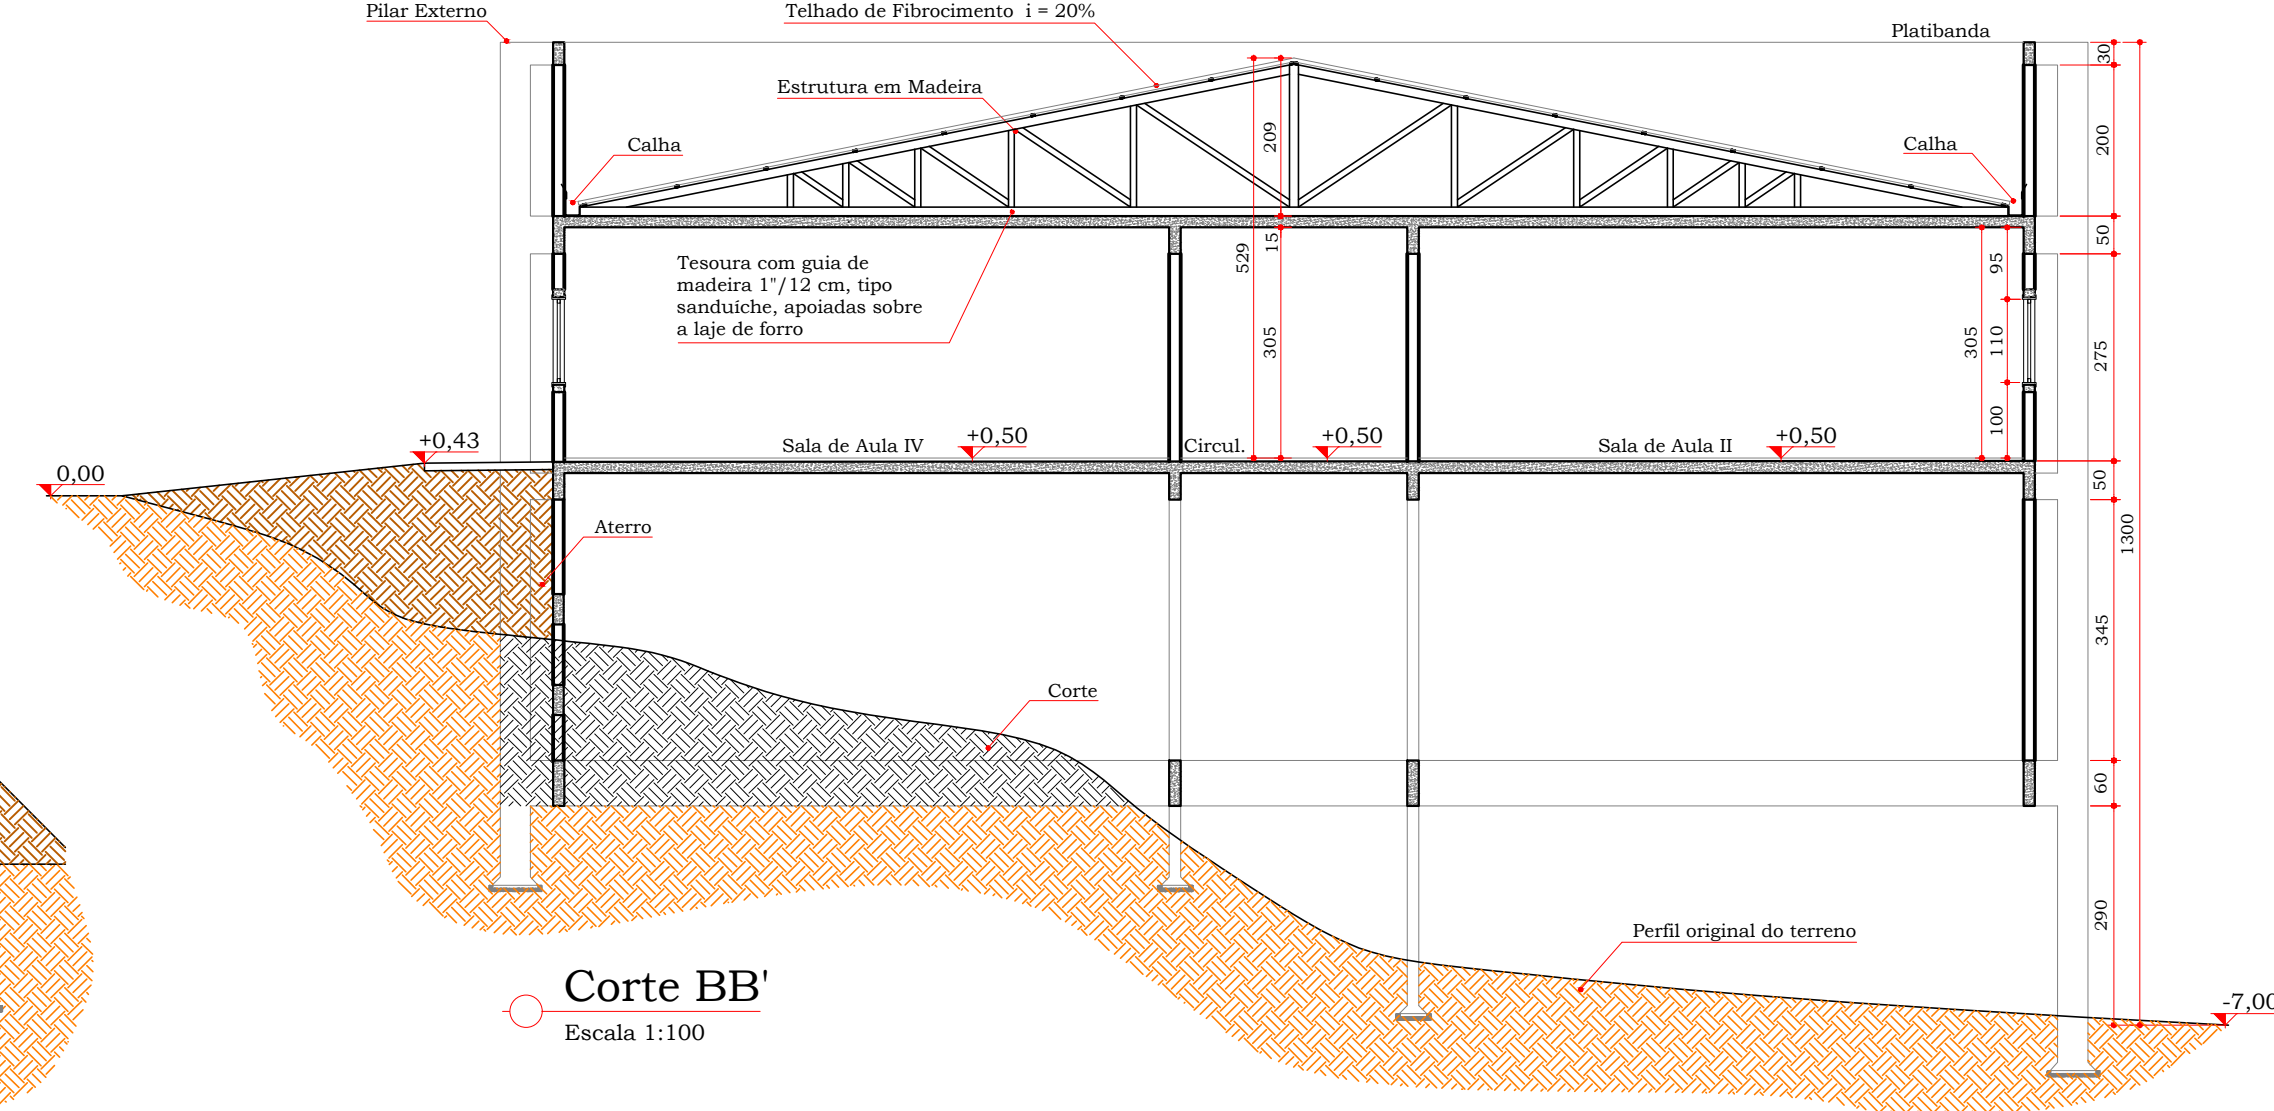 Pilar Externo
Telhado de Fibrocimento i = 20%
Platibanda
30
Estrutura em Madeira
209
200
Calha
Calha
15
50
529
95
Tesoura com guia de
madeira 1"/12 cm, tipo
sanduíche, apoiadas sobre
a laje de forro
305
305
110
275
100
+0,43
Sala de Aula IV
+0,50
Circul.
+0,50
Sala de Aula II
+0,50
0,00
50
Aterro
1300
345
Corte
60
290
Perfil original do terreno
Corte BB'
Escala 1:100
-7,00